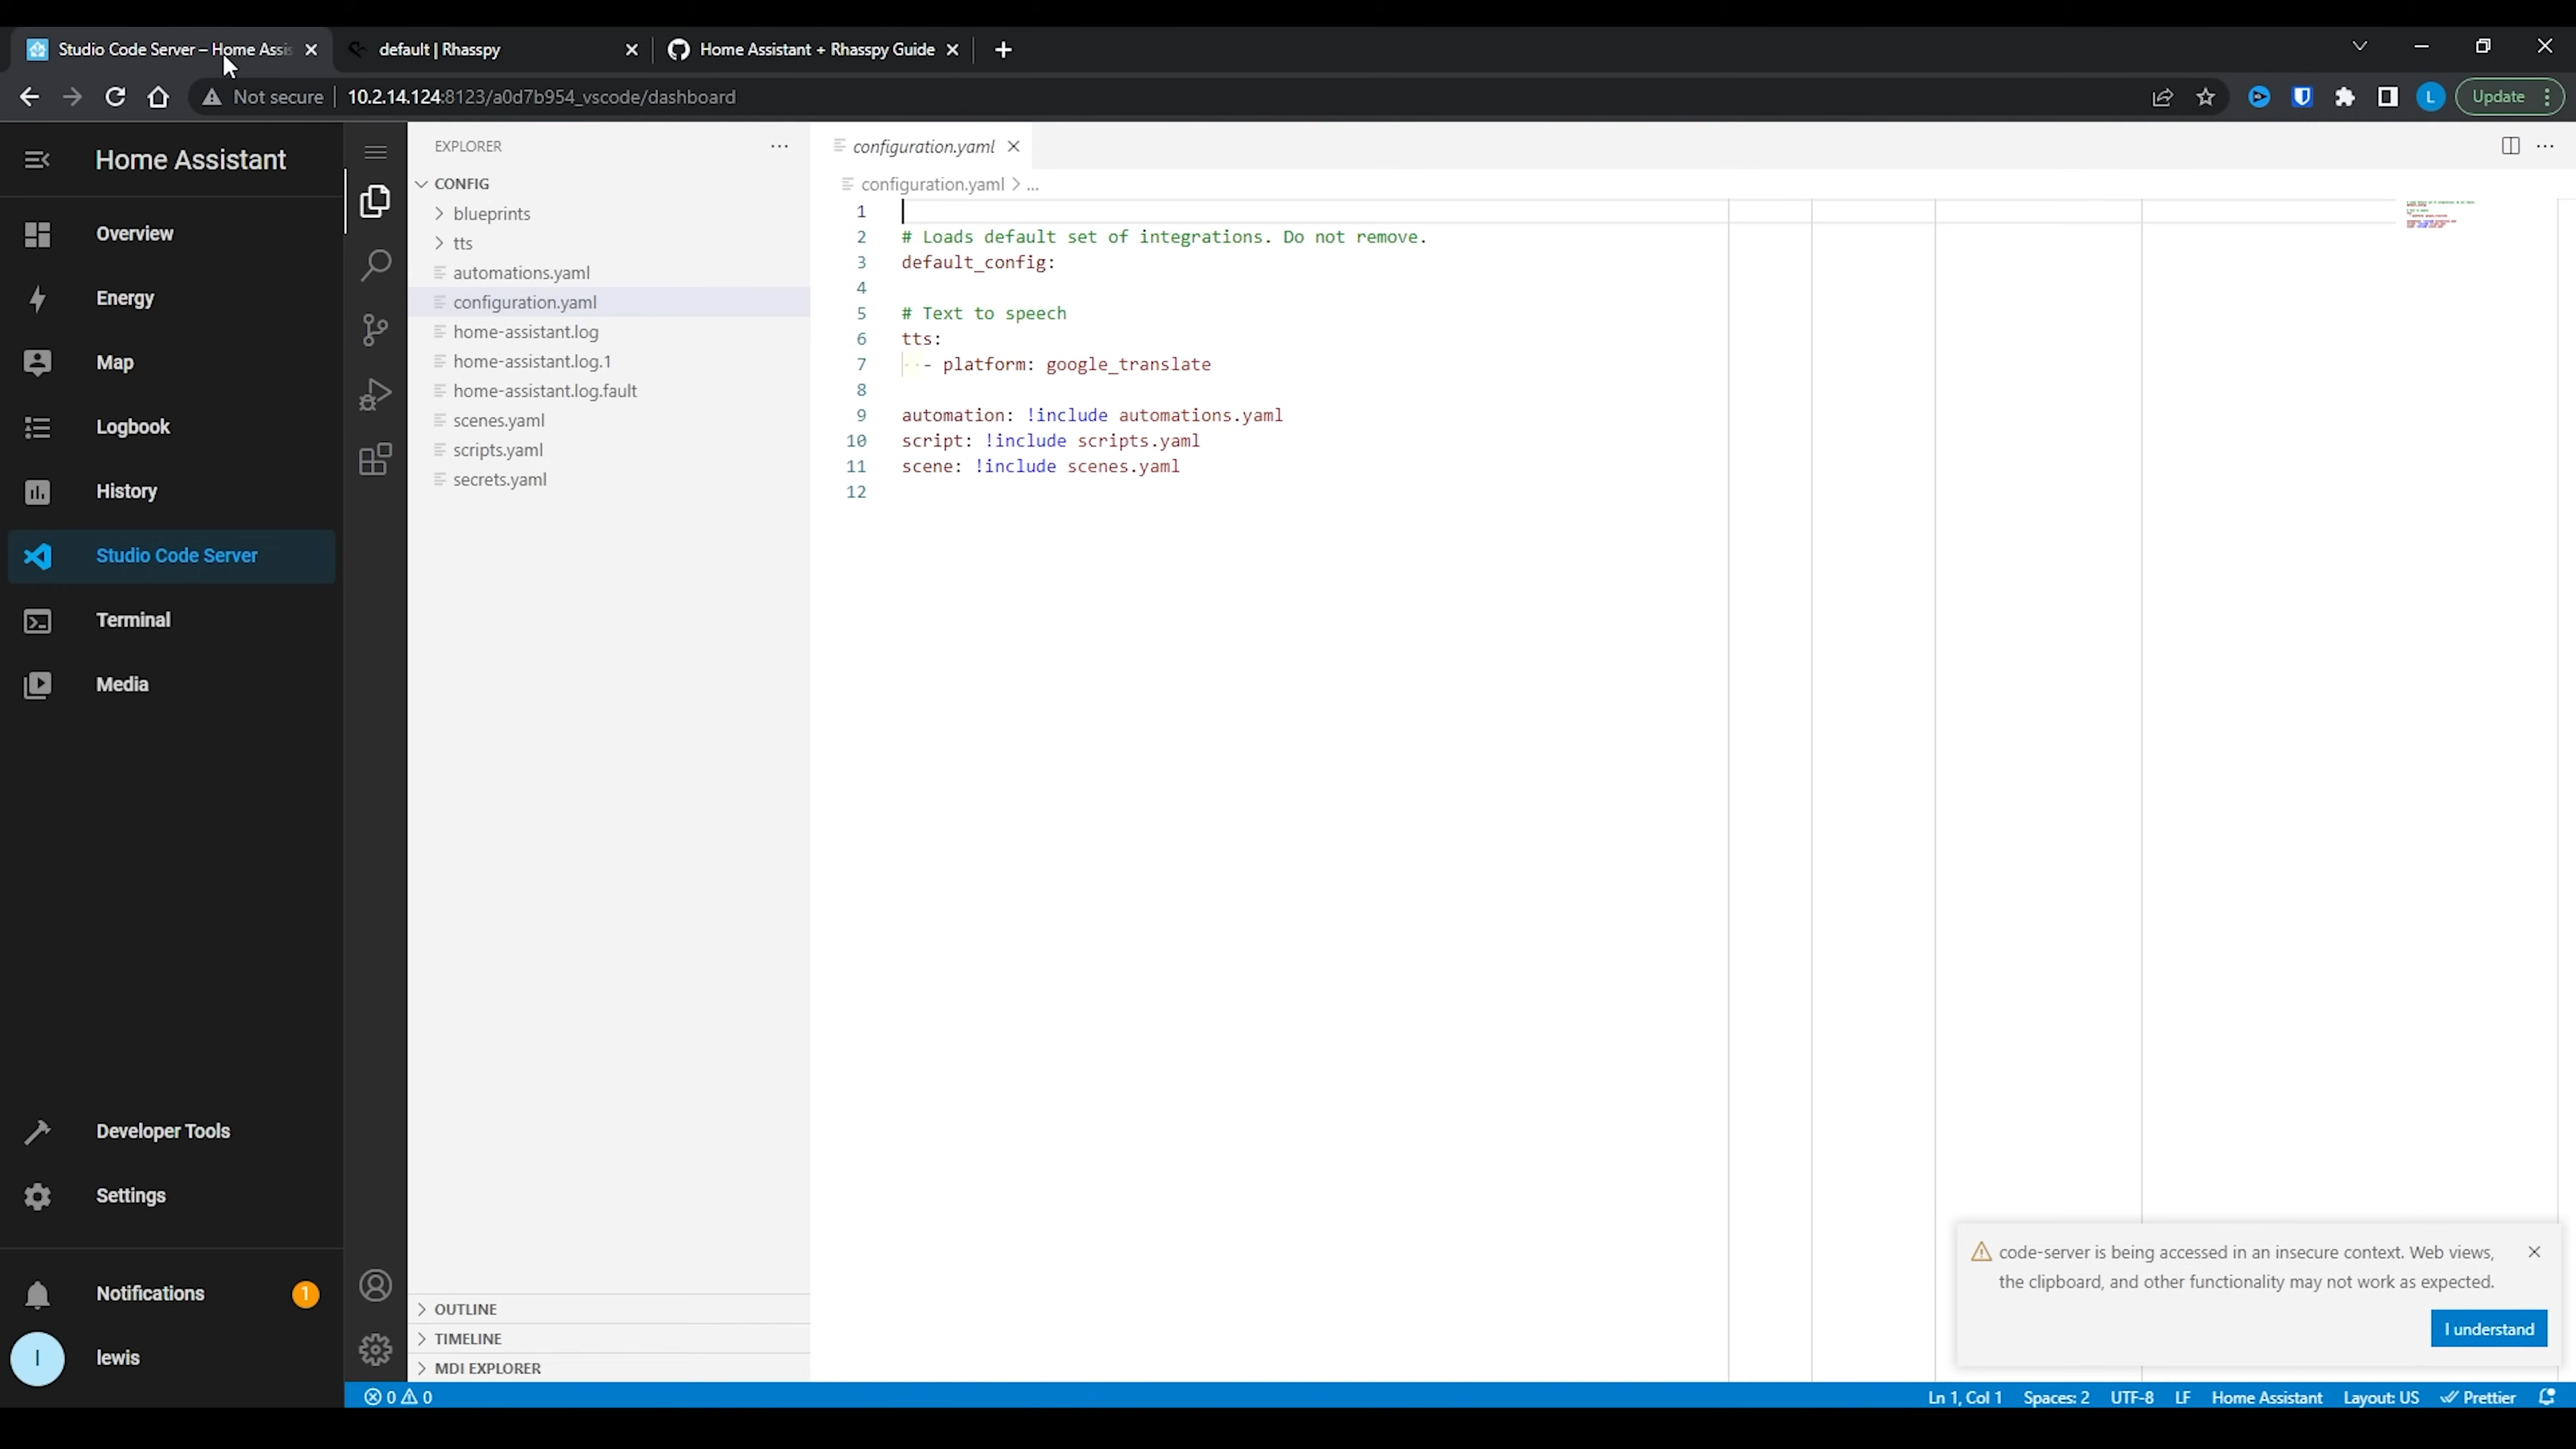 Studio Code Server – Home Assis
default | Rhasspy
Home Assistant + Rhasspy Guide
Not secure
10.2.14.124:8123/a0d7b954_vscode/dashboard
L
Update
Home Assistant
Overview
Energy
Map
Logbook
History
Studio Code Server
Terminal
Media
Developer Tools
Settings
Notifications
1
l
lewis
EXPLORER
CONFIG
blueprints
tts
automations.yaml
configuration.yaml
home-assistant.log
home-assistant.log.1
home-assistant.log.fault
scenes.yaml
scripts.yaml
secrets.yaml
OUTLINE
TIMELINE
MDI EXPLORER
configuration.yaml
configuration.yaml > ...
1
2 # Loads default set of integrations. Do not remove.
3 default_config:
4
5 # Text to speech
6 tts:
7 - platform: google_translate
8
9 automation: !include automations.yaml
10 script: !include scripts.yaml
11 scene: !include scenes.yaml
12
code-server is being accessed in an insecure context. Web views,
the clipboard, and other functionality may not work as expected.
I understand
0 0
Ln 1, Col 1 Spaces: 2 UTF-8 LF Home Assistant Layout: US Prettier